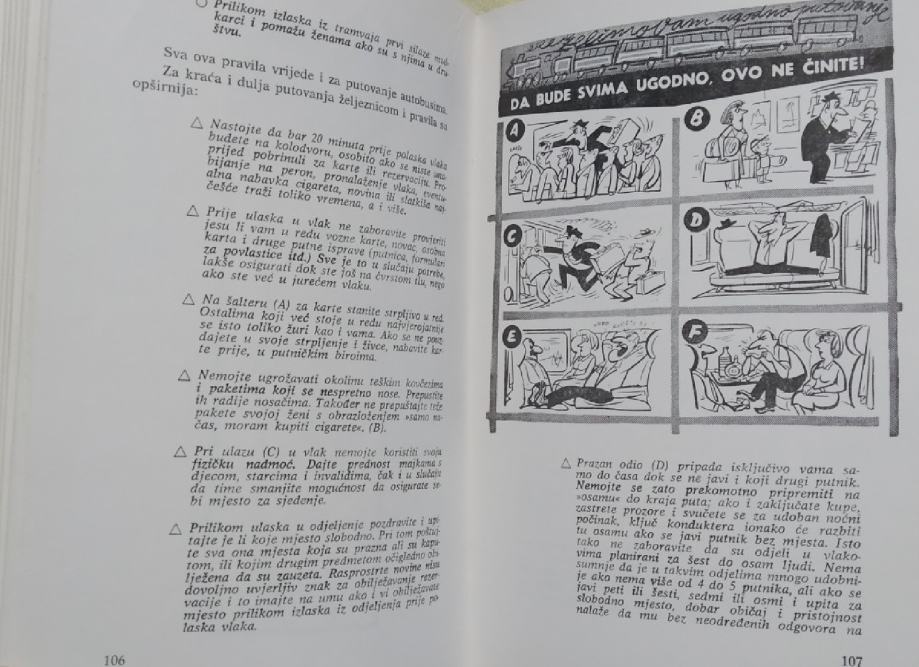 Prilikom izlaska iz tramvaja prvi silaze
karci i pomažu ženama ako su s njima u dru-
štvu.
Sva ova pravila vrijede i za putovanje autobusima.
Za kraća i dulja putovanja željeznicom i pravila su
opširnija:
△ Nastojte da bar 20 minuta prije polaska vlaka
budete na kolodvoru, osobito ako se niste una-
prijed pobrinuli za karte ili rezervaciju. Pro-
bijanje na peron, pronalaženje vlaka, eventu-
alna nabavka cigareta, novina ili slatkiša naj-
češće traži toliko vremena, a i više.
△ Prije ulaska u vlak ne zaboravite provjeriti
jesu li vam u redu vozne karte, novac, osobna
karta i druge putne isprave (putnica, formulari
za povlastice itd.) Sve je to u slučaju potrebe,
lakše osigurati dok ste još na čvrstom tlu, nego
ako ste već u jurećem vlaku.
△ Na šalteru (A) za karte stanite strpljivo u red.
Ostalima koji već stoje u redu najvjerojatnije
se isto toliko žuri kao i vama. Ako se ne pouz-
dajete u svoje strpljenje i živce, nabavite kar-
te prije, u putničkim biroima.
△ Nemojte ugrožavati okolinu teškim kovčezima
i paketima koji se nespretno nose. Prepustite
ih radije nosačima. Također ne prepuštajte teže
pakete svojoj ženi s obrazloženjem »samo na-
čas, moram kupiti cigarete«. (B).
△ Pri ulazu (C) u vlak nemojte koristiti svoju
fizičku nadmoć. Dajte prednost majkama s
djecom, starcima i invalidima, čak i u slučaju
da time smanjite mogućnost da osigurate se-
bi mjesto za sjedenje.
△ Prilikom ulaska u odjeljenje pozdravite i upi-
tajte je li koje mjesto slobodno. Pri tom poštuj-
te sva ona mjesta koja su prazna ali su kapu-
tom, ili kojim drugim predmetom očigledno obi-
lježena da su zauzeta. Rasprostrte novine nisu
dovoljno uvjerljiv znak za obilježavanje rezer-
vacije i to imajte na umu ako i vi obilježavate
mjesto prilikom izlaska iz odjeljenja prije po-
laska vlaka.
106
želimo vam ugodno putovanje
DA BUDE SVIMA UGODNO, OVO NE ČINITE!
A
B
C
D
E
F
△ Prazan odio (D) pripada isključivo vama sa-
mo do časa dok se ne javi i koji drugi putnik.
Nemojte se zato prekomotno pripremiti na
»osamu« do kraja puta; ako i zaključate kupe,
zastrete prozore i svučete se za udoban noćni
počinak, ključ konduktera ionako će razbiti
tu osamu ako se javi putnik bez mjesta. Isto
tako ne zaboravite da su odjeli u vlako-
vima planirani za šest do osam ljudi. Nema
sumnje da je u takvim odjelima mnogo udobni-
je ako nema više od 4 do 5 putnika, ali ako se
javi peti ili šesti, sedmi ili osmi i upita za
slobodno mjesto, dobar običaj i pristojnost
nalaže da mu bez neodređenih odgovora na
107